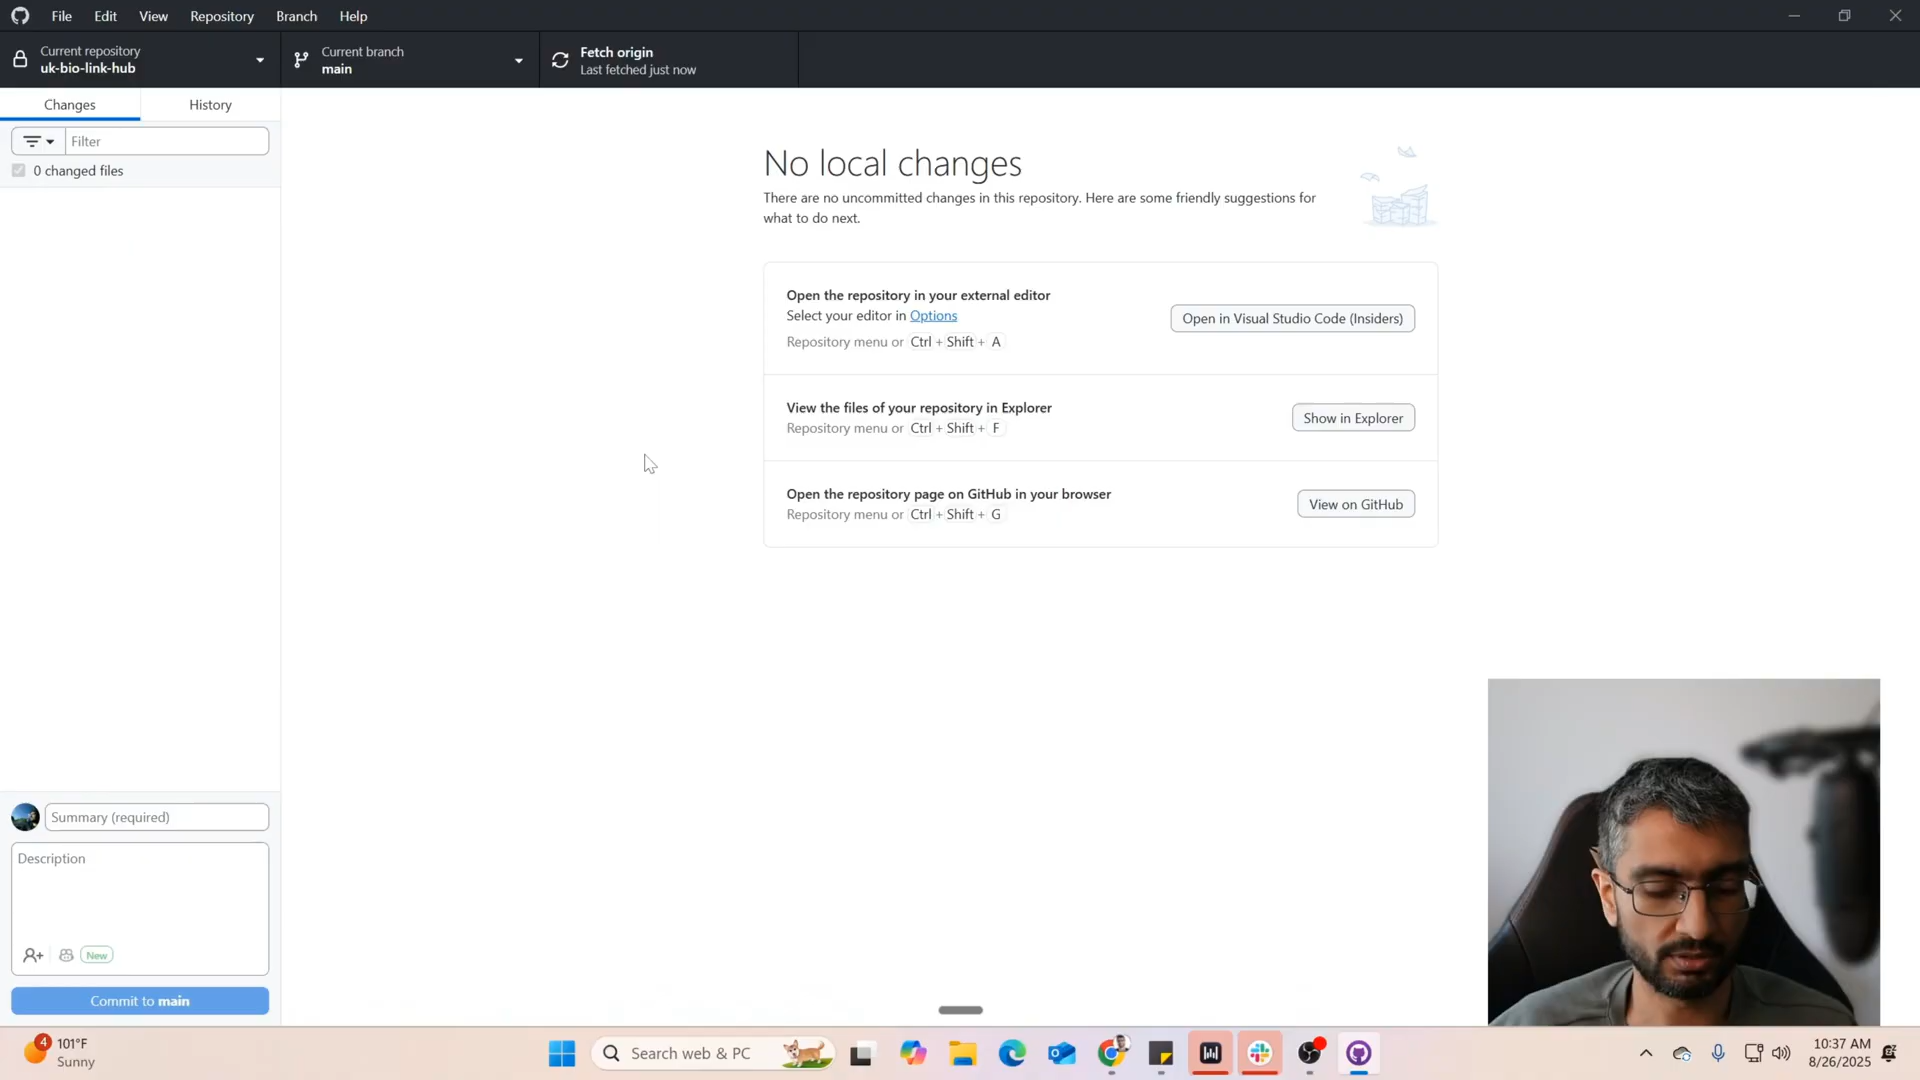 File Edit View Repository Branch Help
Current repository
uk-bio-link-hub
Current branch
main
Fetch origin
Last fetched just now
Changes
History
Filter
0 changed files
No local changes
There are no uncommitted changes in this repository. Here are some friendly suggestions for
what to do next.
Open the repository in your external editor
Select your editor in Options
Repository menu or Ctrl + Shift + A
Open in Visual Studio Code (Insiders)
View the files of your repository in Explorer
Repository menu or Ctrl + Shift + F
Show in Explorer
Open the repository page on GitHub in your browser
Repository menu or Ctrl + Shift + G
View on GitHub
Summary (required)
Description
New
Commit to main
4
101°F
Sunny
Search web & PC
10:37 AM
8/26/2025